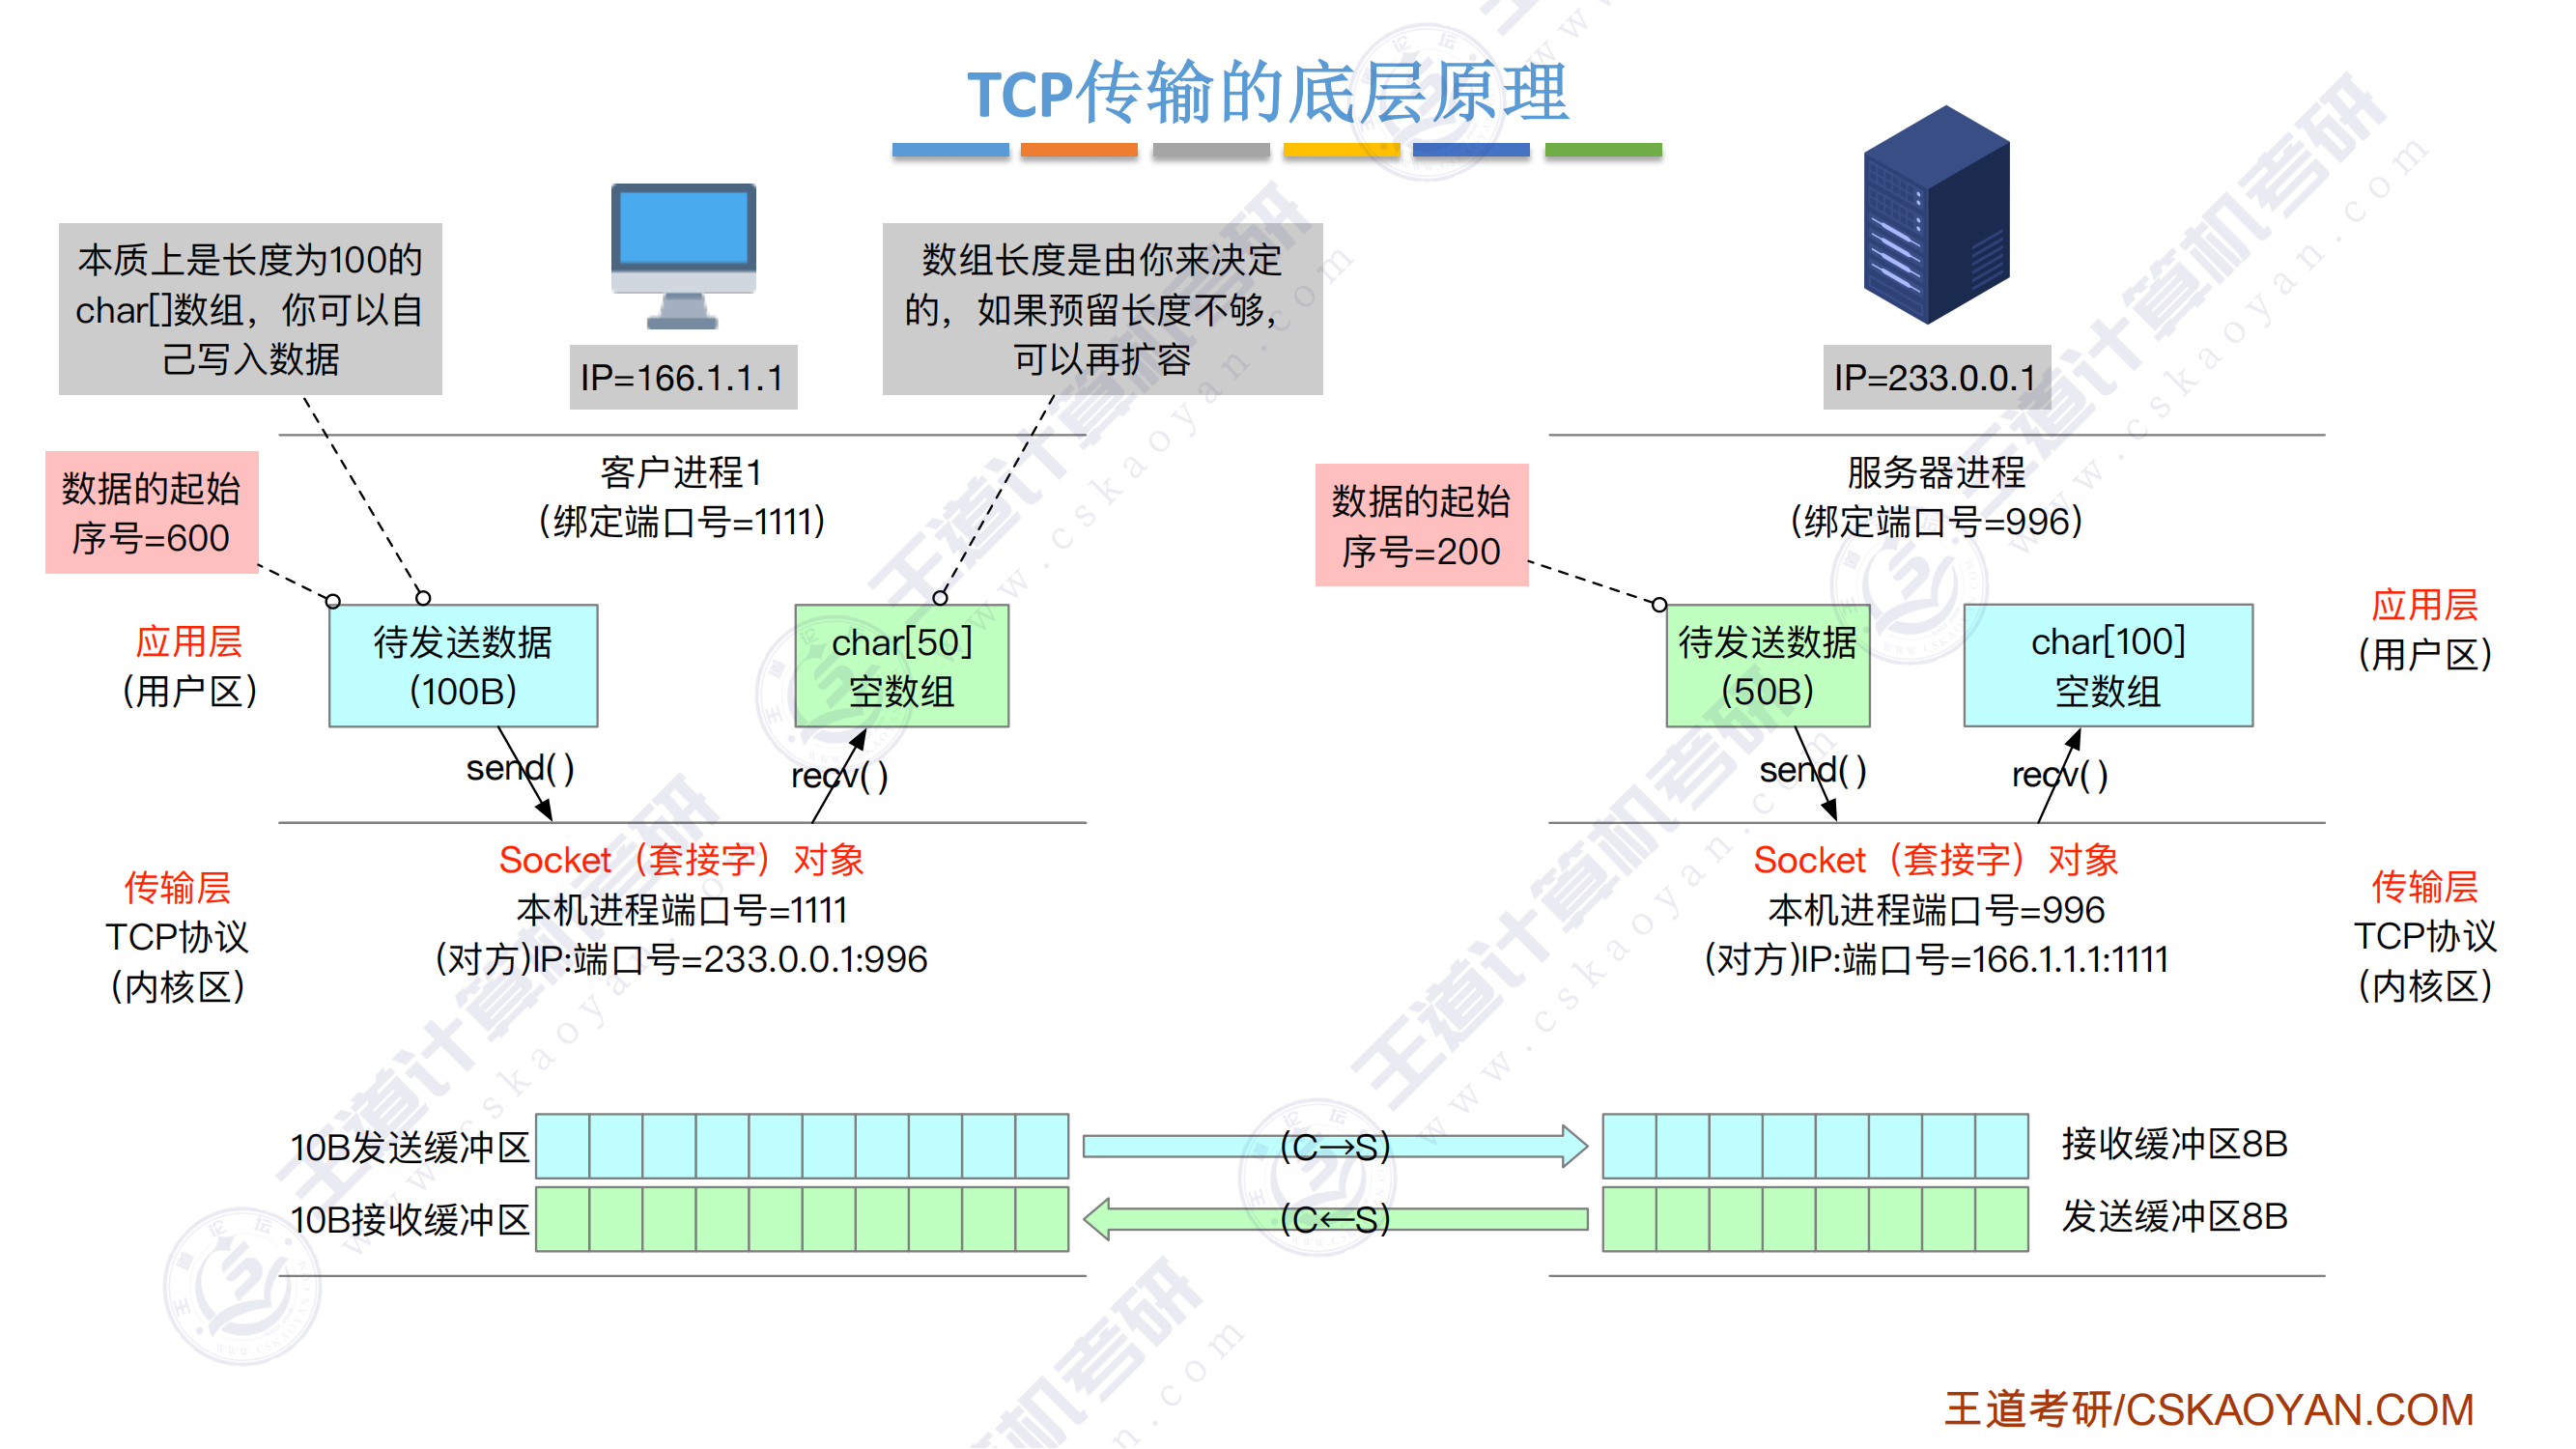 TCP传输的底层原理
本质上是长度为100的
char[]数组，你可以自
己写入数据
IP=166.1.1.1
数组长度是由你来决定
的，如果预留长度不够，
可以再扩容
IP=233.0.0.1
数据的起始
序号=600
客户进程1
(绑定端口号=1111)
数据的起始
序号=200
服务器进程
(绑定端口号=996)
应用层
(用户区)
待发送数据
(100B)
char[50]
空数组
待发送数据
(50B)
char[100]
空数组
应用层
(用户区)
send( )
recv( )
send( )
recv( )
传输层
TCP协议
(内核区)
Socket（套接字）对象
本机进程端口号=1111
(对方)IP:端口号=233.0.0.1:996
Socket（套接字）对象
本机进程端口号=996
(对方)IP:端口号=166.1.1.1:1111
传输层
TCP协议
(内核区)
10B发送缓冲区
(C→S)
接收缓冲区8B
10B接收缓冲区
(C←S)
发送缓冲区8B
王道考研/CSKAOYAN.COM
王道计算机考研
www.cskaoyan.com